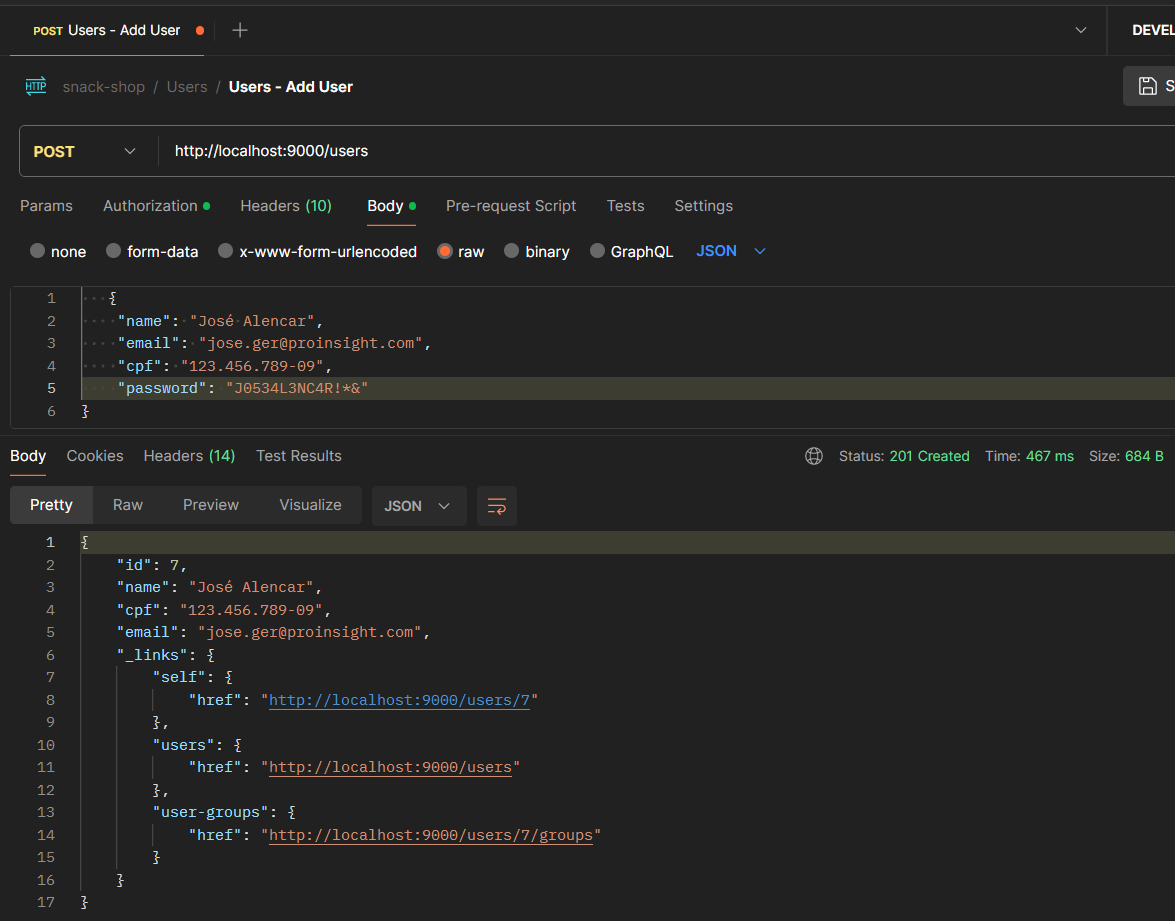 POST Users - Add User
DEVEL
HTTP snack-shop / Users / Users - Add User
S
POST http://localhost:9000/users
Params Authorization Headers (10) Body Pre-request Script Tests Settings
none form-data x-www-form-urlencoded raw binary GraphQL JSON
1 {
2 "name": "José Alencar",
3 "email": "jose.ger@proinsight.com",
4 "cpf": "123.456.789-09",
5 "password": "J0534L3NC4R!*&"
6 }
Body Cookies Headers (14) Test Results Status: 201 Created Time: 467 ms Size: 684 B
Pretty Raw Preview Visualize JSON
1 {
2 "id": 7,
3 "name": "José Alencar",
4 "cpf": "123.456.789-09",
5 "email": "jose.ger@proinsight.com",
6 "_links": {
7 "self": {
8 "href": "http://localhost:9000/users/7"
9 },
10 "users": {
11 "href": "http://localhost:9000/users"
12 },
13 "user-groups": {
14 "href": "http://localhost:9000/users/7/groups"
15 }
16 }
17 }